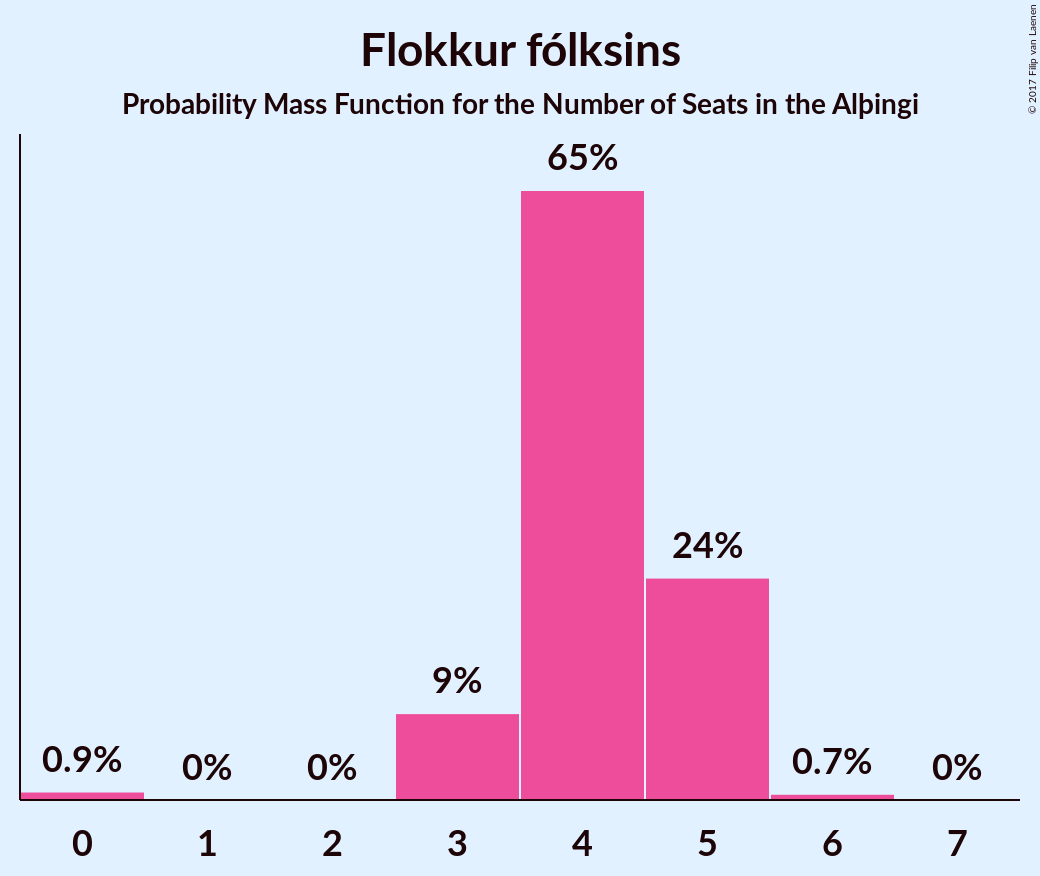 Flokkur fólksins
Probability Mass Function for the Number of Seats in the Alþingi
© 2017 Filip van Laenen
65%
24%
9%
0.9%
0%
0%
0.7%
0%
0 1 2 3 4 5 6 7